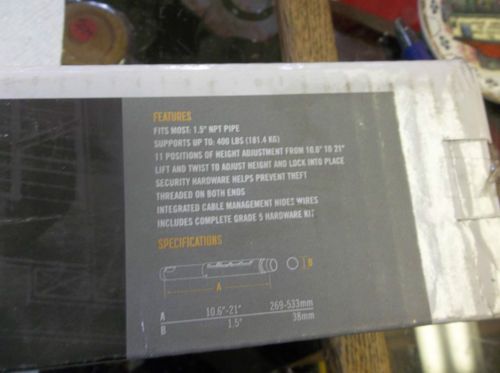 FEATURES
FITS MOST: 1.5" NPT PIPE
SUPPORTS UP TO: 400 LBS (181.4 KG)
11 POSITIONS OF HEIGHT ADJUSTMENT FROM 10.6" TO 21"
LIFT AND TWIST TO ADJUST HEIGHT AND LOCK INTO PLACE
SECURITY HARDWARE HELPS PREVENT THEFT
THREADED ON BOTH ENDS
INTEGRATED CABLE MANAGEMENT HIDES WIRES
INCLUDES COMPLETE GRADE 5 HARDWARE KIT
SPECIFICATIONS
A
B
A 10.6"-21" 269-533mm
B 1.5" 38mm